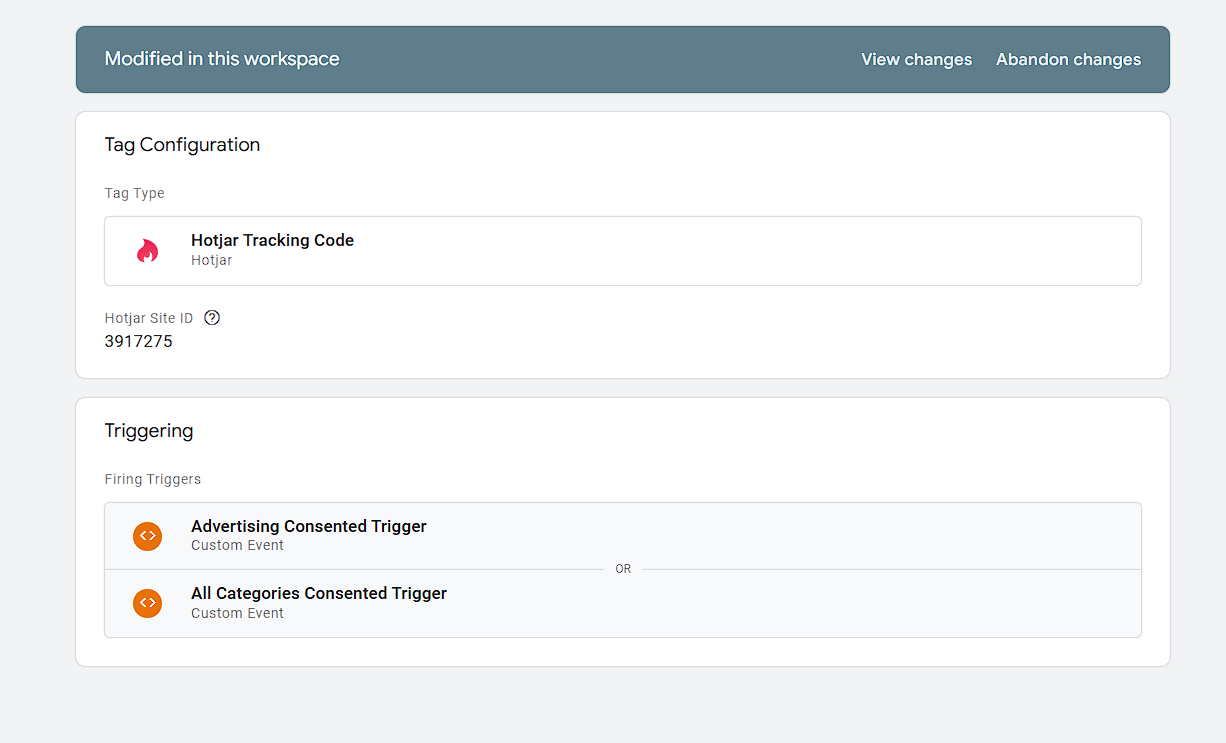 Modified in this workspace
View changes
Abandon changes
Tag Configuration
Tag Type
Hotjar Tracking Code
Hotjar
Hotjar Site ID
3917275
Triggering
Firing Triggers
Advertising Consented Trigger
Custom Event
OR
All Categories Consented Trigger
Custom Event